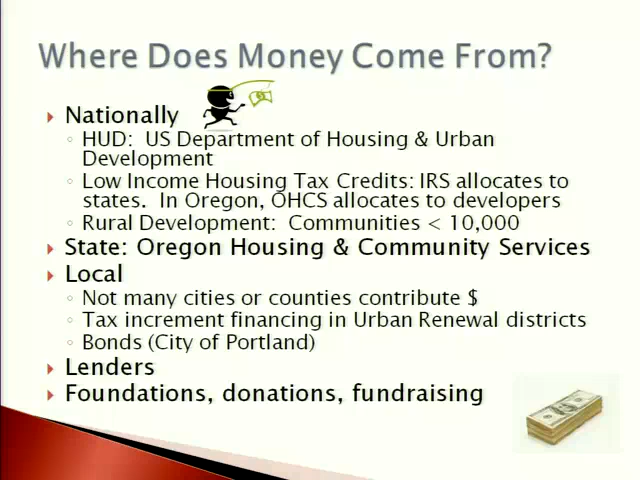 Where Does Money Come From?
Nationally
HUD: US Department of Housing & Urban
Development
Low Income Housing Tax Credits: IRS allocates to
states. In Oregon, OHCS allocates to developers
Rural Development: Communities < 10,000
State: Oregon Housing & Community Services
Local
Not many cities or counties contribute $
Tax increment financing in Urban Renewal districts
Bonds (City of Portland)
Lenders
Foundations, donations, fundraising